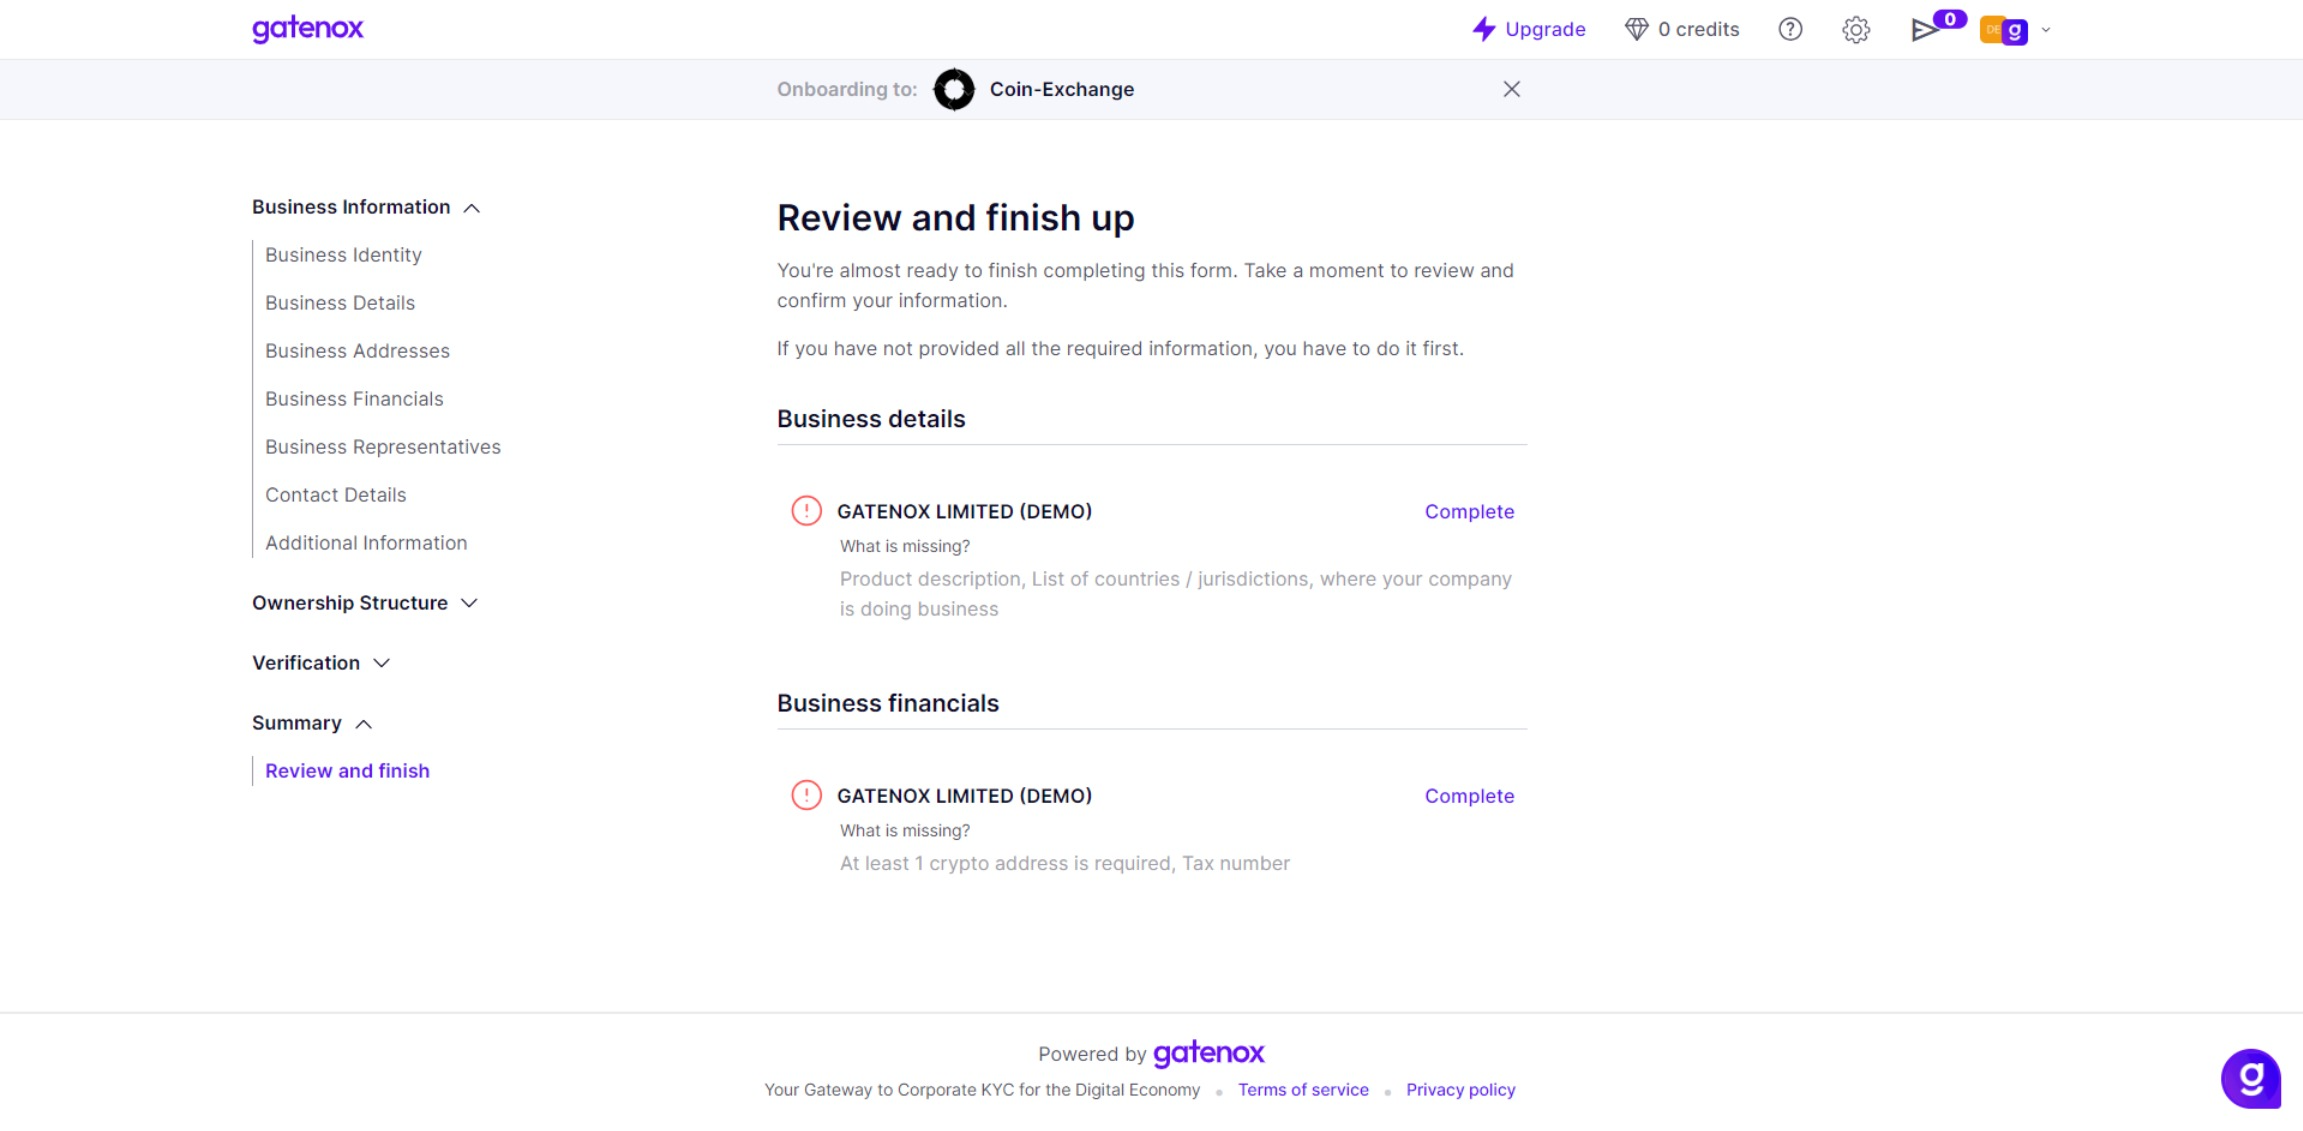 gatenox
Upgrade
0 credits
0
DE
g
Onboarding to:
Coin-Exchange
Business Information
Business Identity
Business Details
Business Addresses
Business Financials
Business Representatives
Contact Details
Additional Information
Ownership Structure
Verification
Summary
Review and finish
Review and finish up
You're almost ready to finish completing this form. Take a moment to review and
confirm your information.
If you have not provided all the required information, you have to do it first.
Business details
GATENOX LIMITED (DEMO)
Complete
What is missing?
Product description, List of countries / jurisdictions, where your company
is doing business
Business financials
GATENOX LIMITED (DEMO)
Complete
What is missing?
At least 1 crypto address is required, Tax number
Powered by gatenox
Your Gateway to Corporate KYC for the Digital Economy • Terms of service • Privacy policy
g